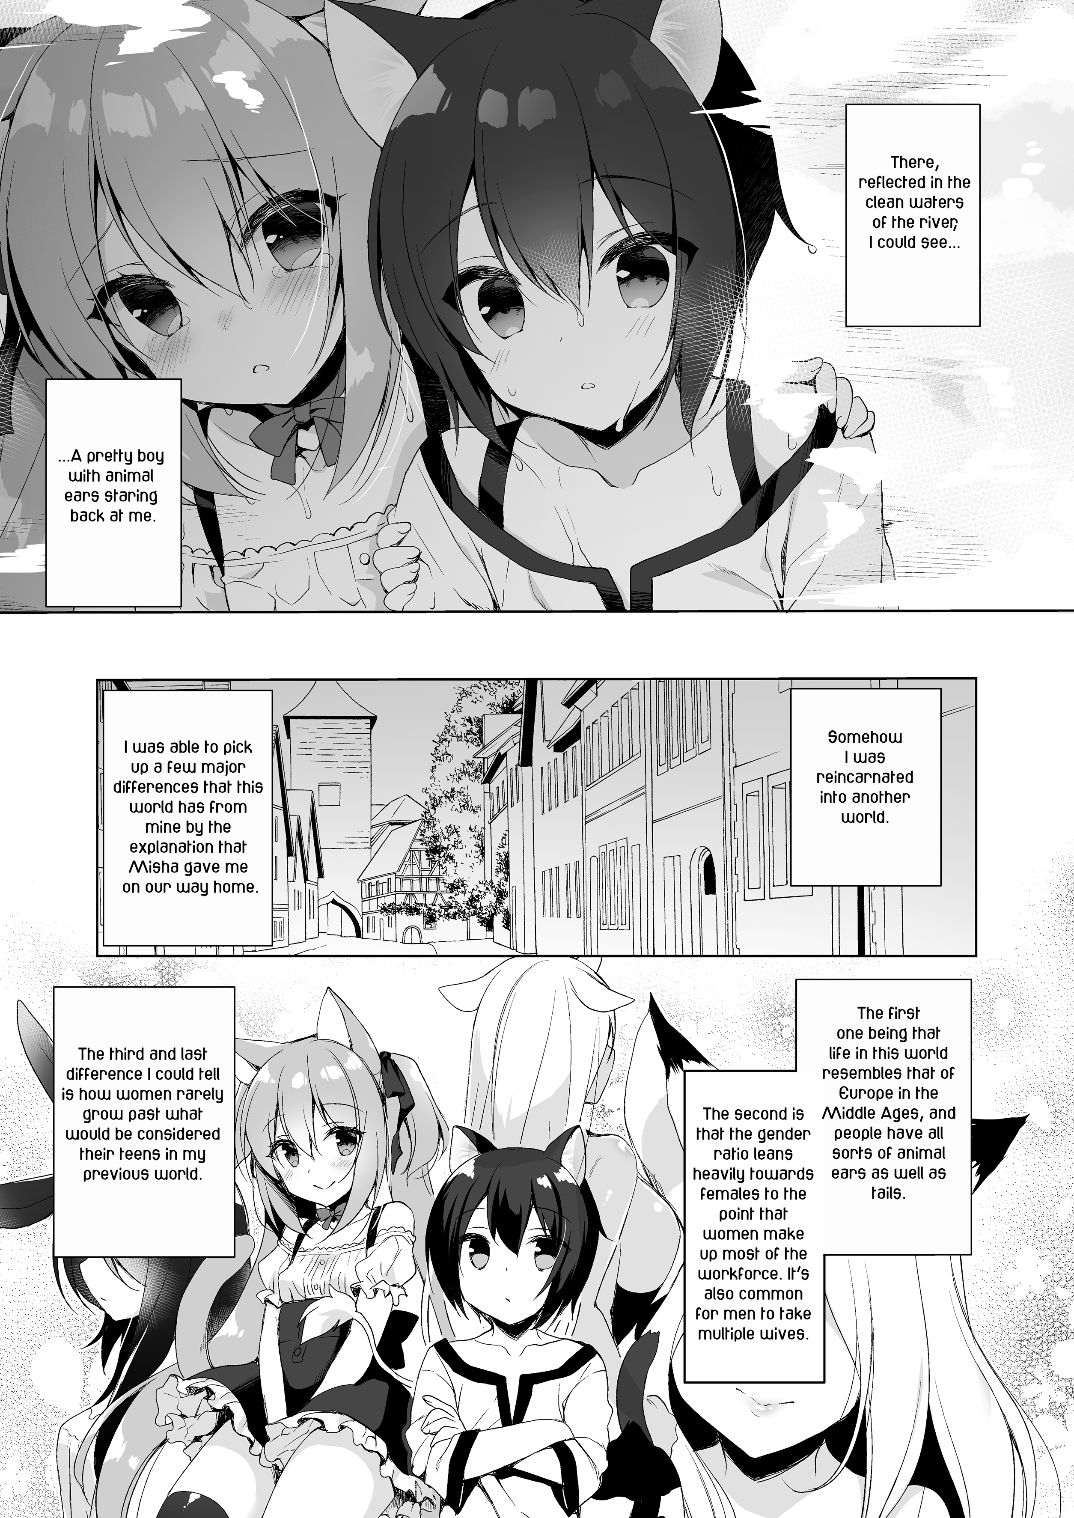 There,
reflected in the
clean waters
of the river,
I could see...
...A pretty boy
with animal
ears staring
back at me.
Somehow
I was
reincarnated
into another
world.
I was able to pick
up a few major
differences that this
world has from
mine by the
explanation that
Misha gave me
on our way home.
The first
one being that
life in this world
resembles that of
Europe in the
Middle Ages, and
people have all
sorts of animal
ears as well as
tails.
The second is
that the gender
ratio leans
heavily towards
females to the
point that
women make
up most of the
workforce. It's
also common
for men to take
multiple wives.
The third and last
difference I could tell
is how women rarely
grow past what
would be considered
their teens in my
previous world.